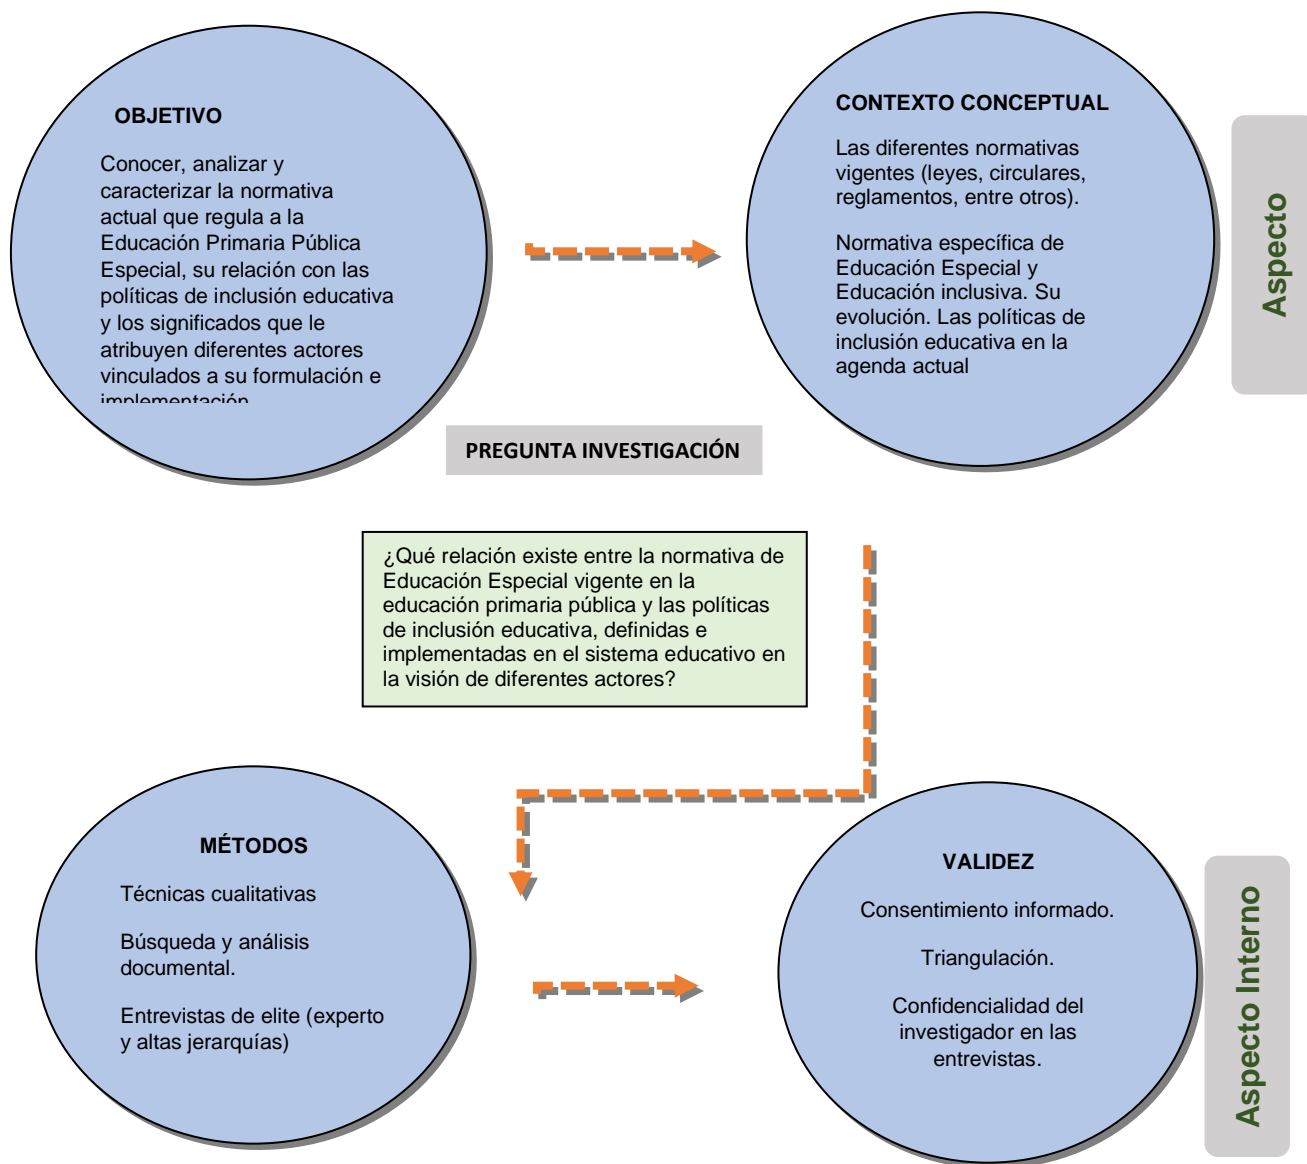 OBJETIVO
Conocer, analizar y
caracterizar la normativa
actual que regula a la
Educación Primaria Pública
Especial, su relación con las
políticas de inclusión educativa
y los significados que le
atribuyen diferentes actores
vinculados a su formulación e
implementación
CONTEXTO CONCEPTUAL
Las diferentes normativas
vigentes (leyes, circulares,
reglamentos, entre otros).
Normativa específica de
Educación Especial y
Educación inclusiva. Su
evolución. Las políticas de
inclusión educativa en la
agenda actual
Aspecto
PREGUNTA INVESTIGACIÓN
¿Qué relación existe entre la normativa de
Educación Especial vigente en la
educación primaria pública y las políticas
de inclusión educativa, definidas e
implementadas en el sistema educativo en
la visión de diferentes actores?
MÉTODOS
Técnicas cualitativas
Búsqueda y análisis
documental.
Entrevistas de elite (experto
y altas jerarquías)
VALIDEZ
Consentimiento informado.
Triangulación.
Confidencialidad del
investigador en las
entrevistas.
Aspecto Interno